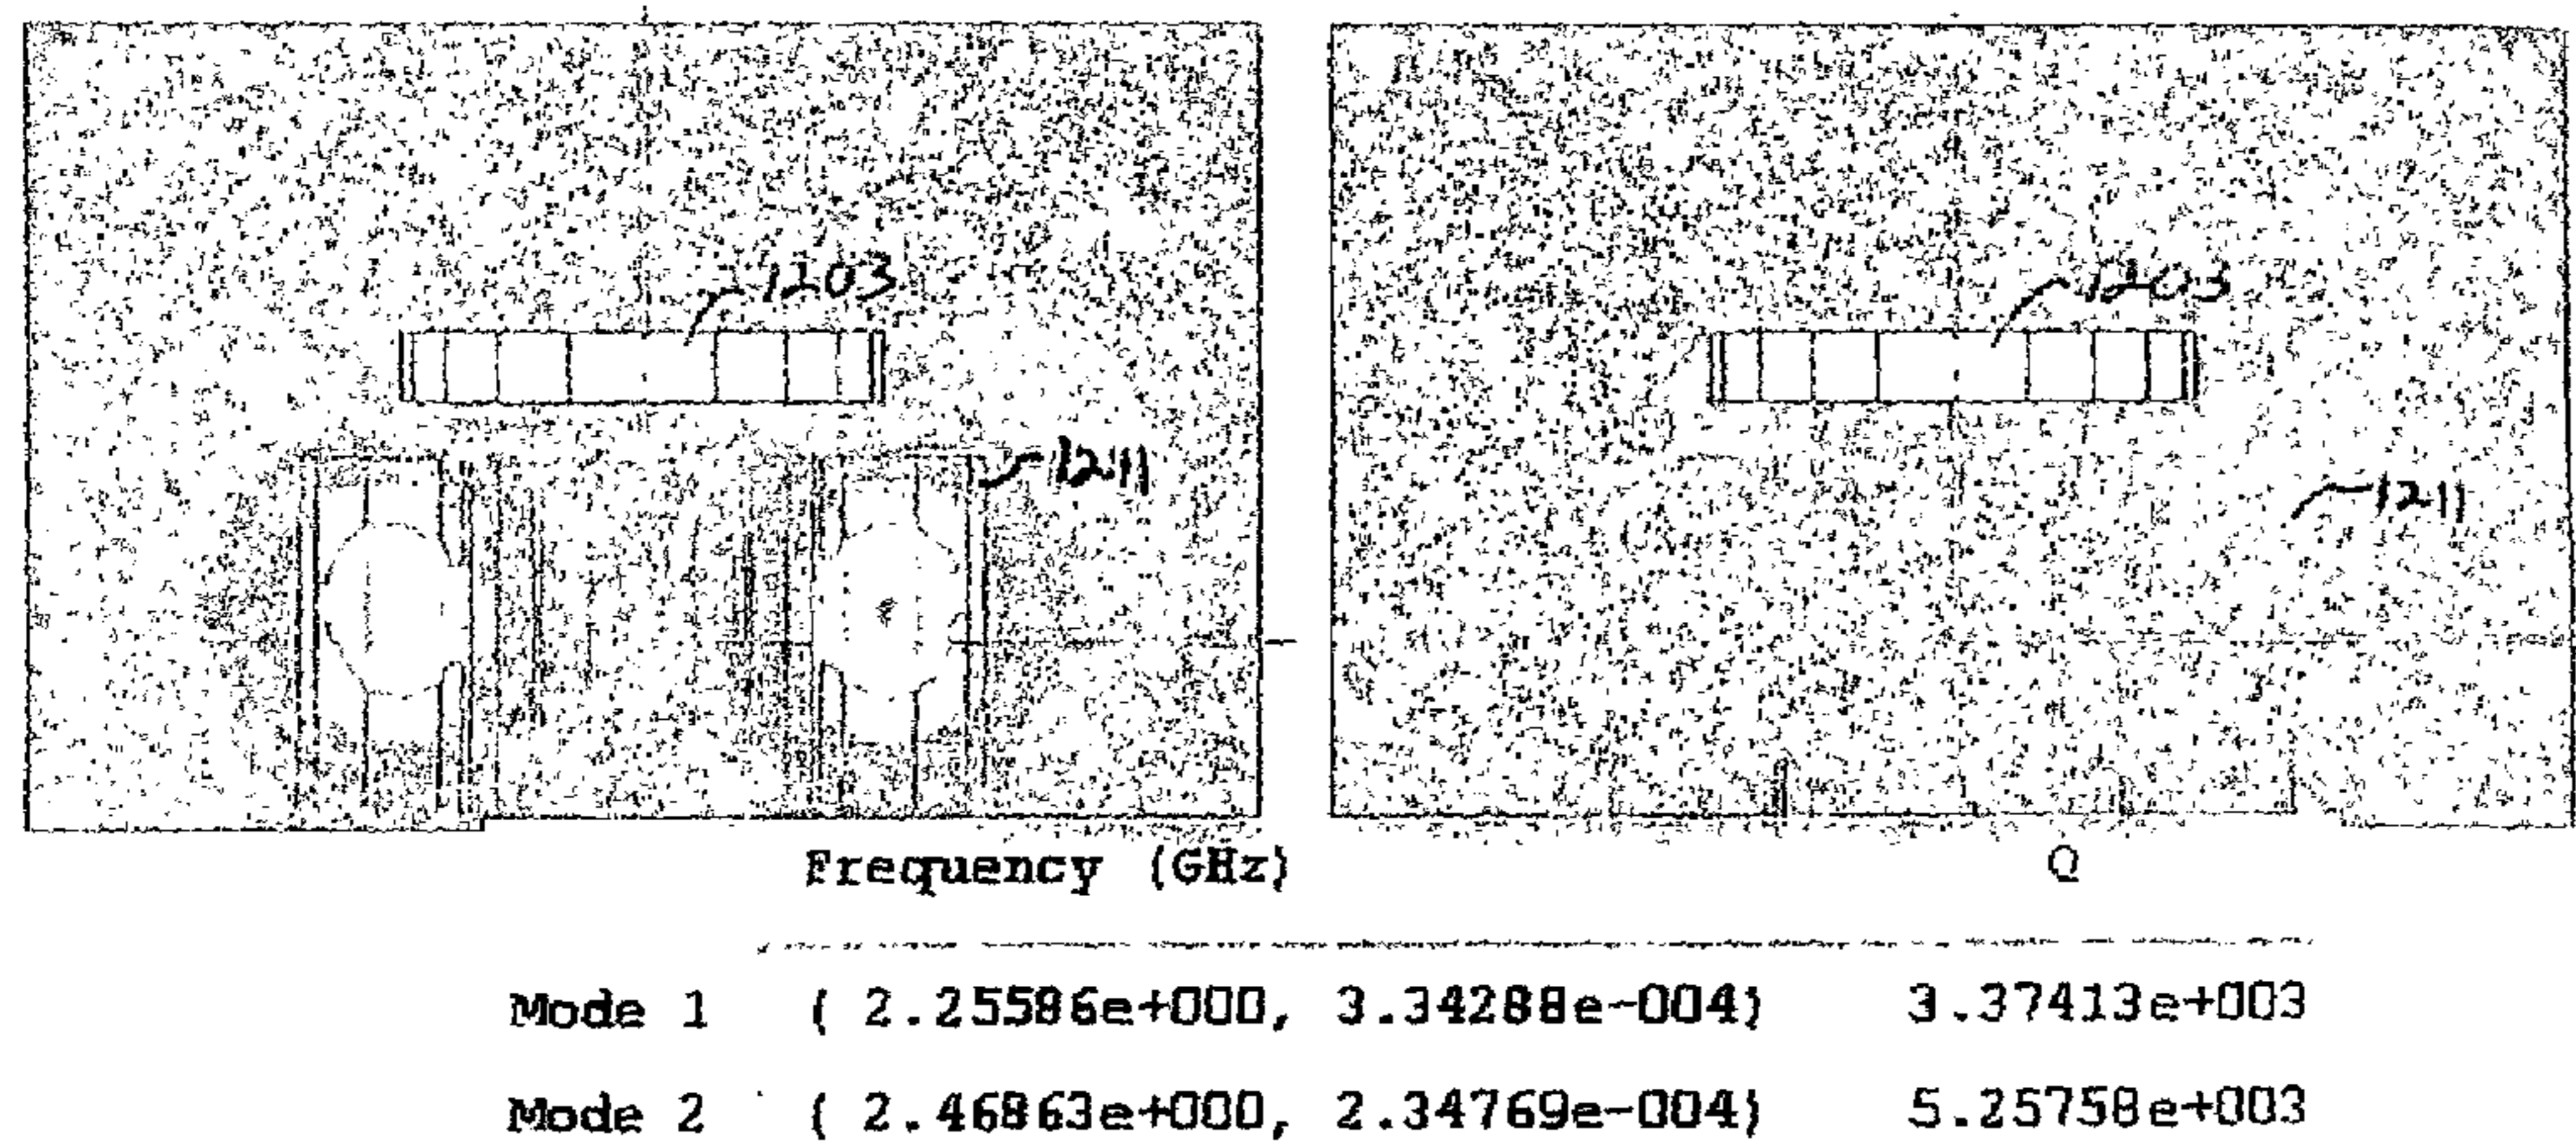 1203
1203
1211
1211
Frequency (GHz) Q
Mode 1 ( 2.25586e+000, 3.34288e-004) 3.37413e+003
Mode 2 ( 2.46863e+000, 2.34769e-004) 5.25758e+003